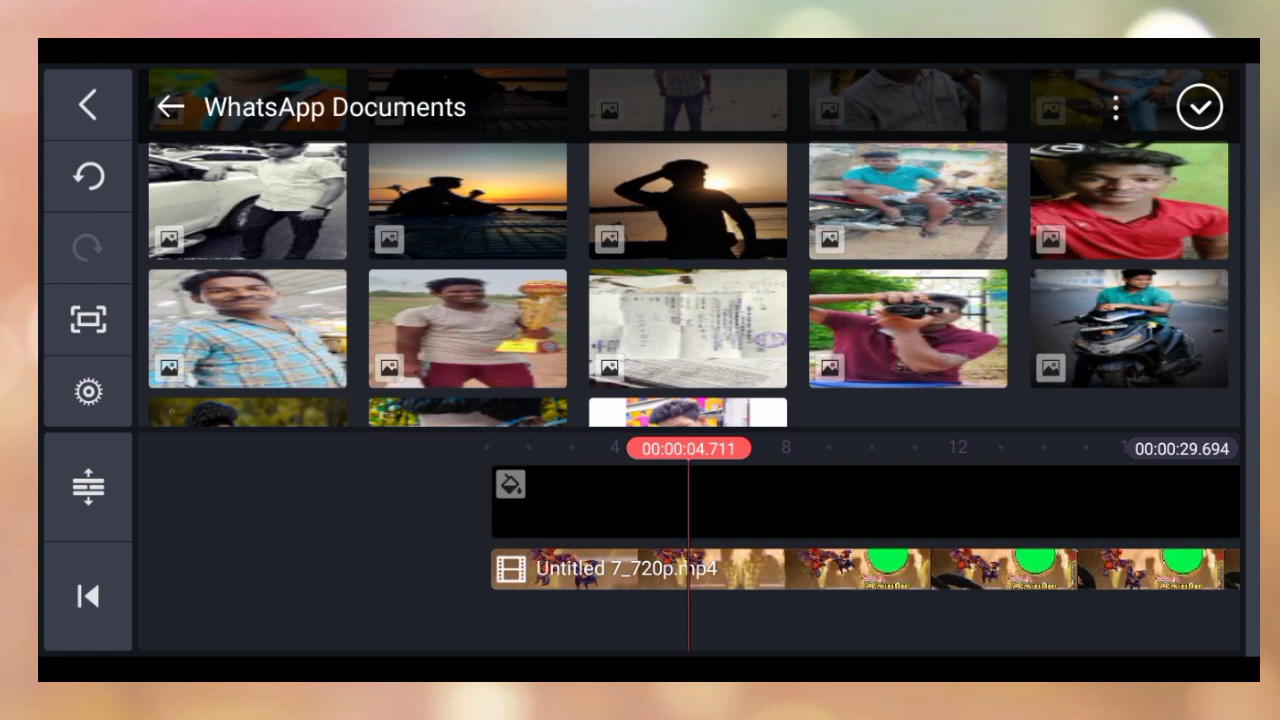 WhatsApp Documents
4
00:00:04.711
8
12
00:00:29.694
Untitled 7_720p.mp4